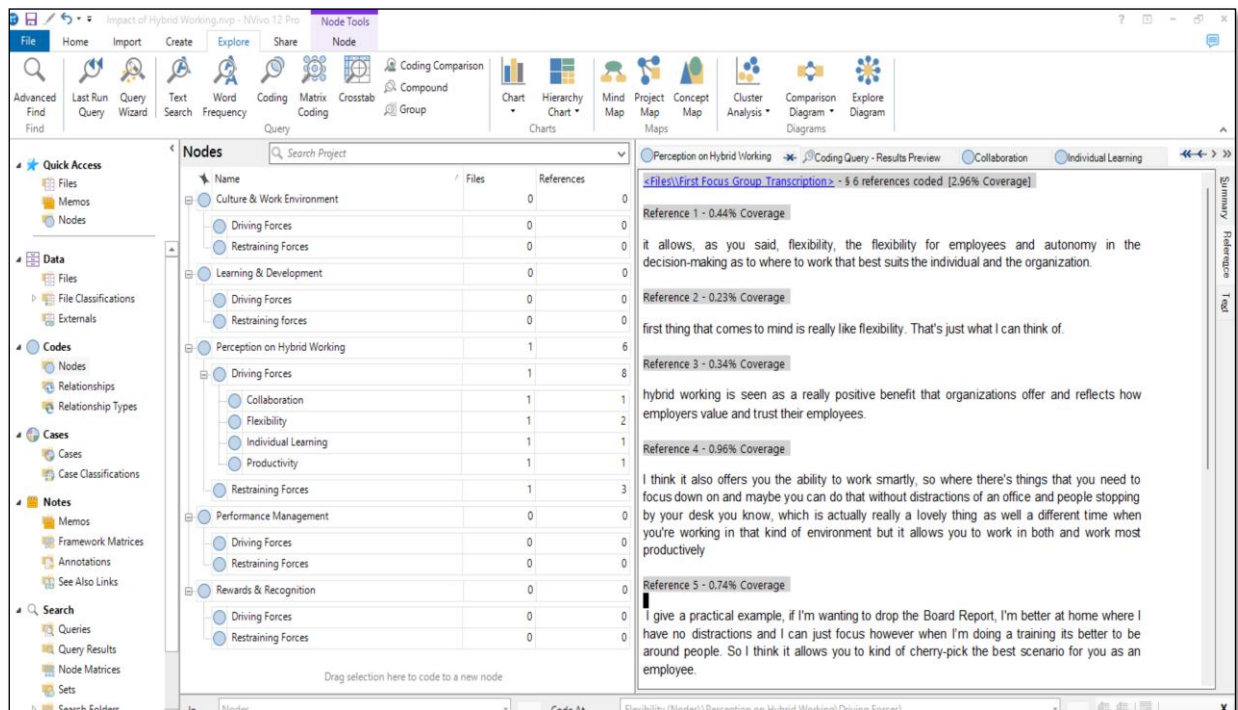 Impact of Hybrid Working.nvp - NVivo 12 Pro
Node Tools
File Home Import Create Explore Share Node
Advanced Find
Last Run Query
Query Wizard
Text Search
Word Frequency
Coding
Matrix Coding
Crosstab
Coding Comparison
Compound
Group
Chart
Hierarchy Chart
Mind Map
Project Map
Concept Map
Cluster Analysis
Comparison Diagram
Explore Diagram
Find
Query
Charts
Maps
Diagrams
Quick Access
Files
Memos
Nodes
Data
Files
File Classifications
Externals
Codes
Nodes
Relationships
Relationship Types
Cases
Cases
Case Classifications
Notes
Memos
Framework Matrices
Annotations
See Also Links
Search
Queries
Query Results
Node Matrices
Sets
Search Folders
Nodes
Search Project
Name Files References
Culture & Work Environment 0 0
Driving Forces 0 0
Restraining Forces 0 0
Learning & Development 0 0
Driving Forces 0 0
Restraining forces 0 0
Perception on Hybrid Working 1 6
Driving Forces 1 8
Collaboration 1 1
Flexibility 1 2
Individual Learning 1 1
Productivity 1 1
Restraining Forces 1 3
Performance Management 0 0
Driving Forces 0 0
Restraining Forces 0 0
Rewards & Recognition 0 0
Driving Forces 0 0
Restraining Forces 0 0
Drag selection here to code to a new node
Perception on Hybrid Working
Coding Query - Results Preview
Collaboration
Individual Learning
<Files\\First Focus Group Transcription> - § 6 references coded [2.96% Coverage]
Reference 1 - 0.44% Coverage
it allows, as you said, flexibility, the flexibility for employees and autonomy in the
decision-making as to where to work that best suits the individual and the organization.
Reference 2 - 0.23% Coverage
first thing that comes to mind is really like flexibility. That's just what I can think of.
Reference 3 - 0.34% Coverage
hybrid working is seen as a really positive benefit that organizations offer and reflects how
employers value and trust their employees.
Reference 4 - 0.96% Coverage
I think it also offers you the ability to work smartly, so where there's things that you need to
focus down on and maybe you can do that without distractions of an office and people stopping
by your desk you know, which is actually really a lovely thing as well a different time when
you're working in that kind of environment but it allows you to work in both and work most
productively
Reference 5 - 0.74% Coverage
I give a practical example, if I'm wanting to drop the Board Report, I'm better at home where I
have no distractions and I can just focus however when I'm doing a training its better to be
around people. So I think it allows you to kind of cherry-pick the best scenario for you as an
employee.
Summary
Reference
Text
In Nodes
Code At Flexibility (Nodes\\Perception on Hybrid Working\Driving Forces)